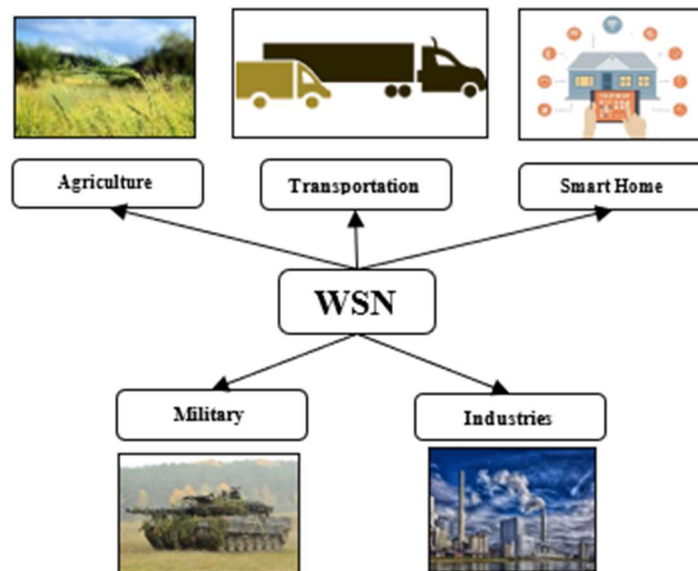 Agriculture
Transportation
Smart Home
WSN
Military
Industries